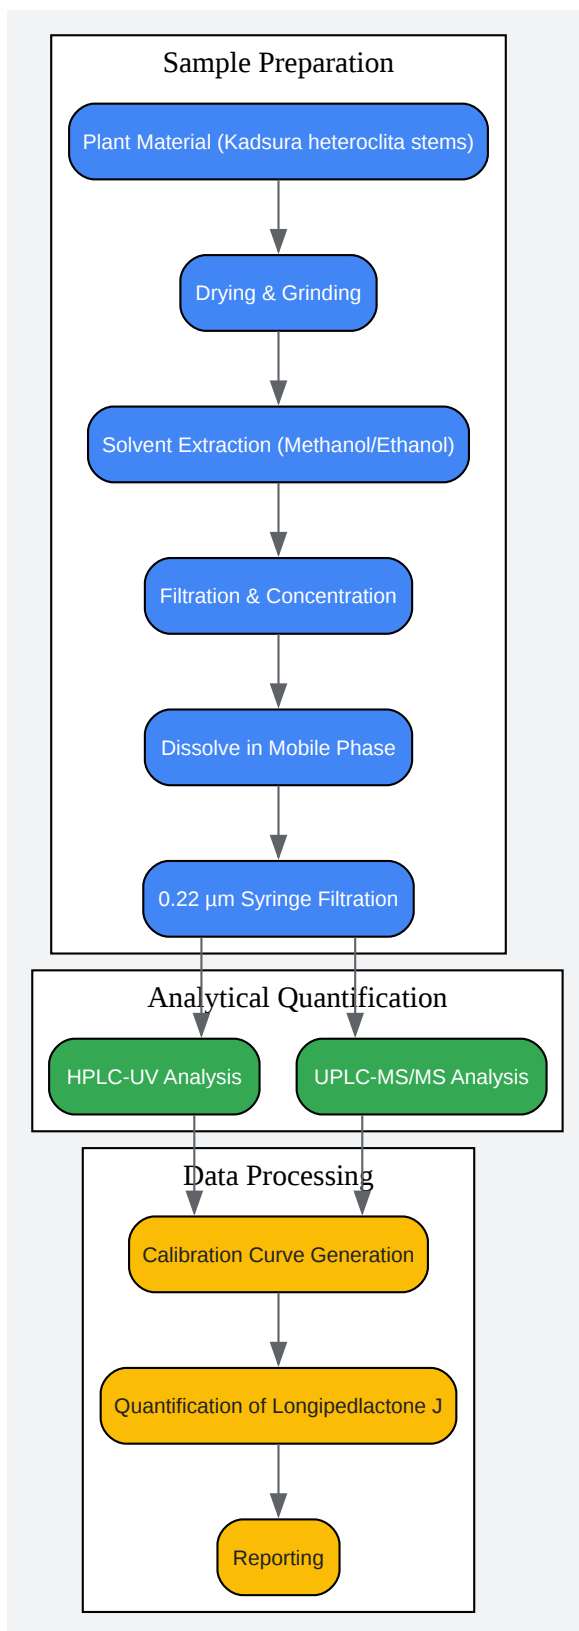 Sample Preparation
Plant Material (Kadsura heteroclita stems)
Drying & Grinding
Solvent Extraction (Methanol/Ethanol)
Filtration & Concentration
Dissolve in Mobile Phase
0.22 µm Syringe Filtration
Analytical Quantification
HPLC-UV Analysis
UPLC-MS/MS Analysis
Data Processing
Calibration Curve Generation
Quantification of Longipedlactone J
Reporting